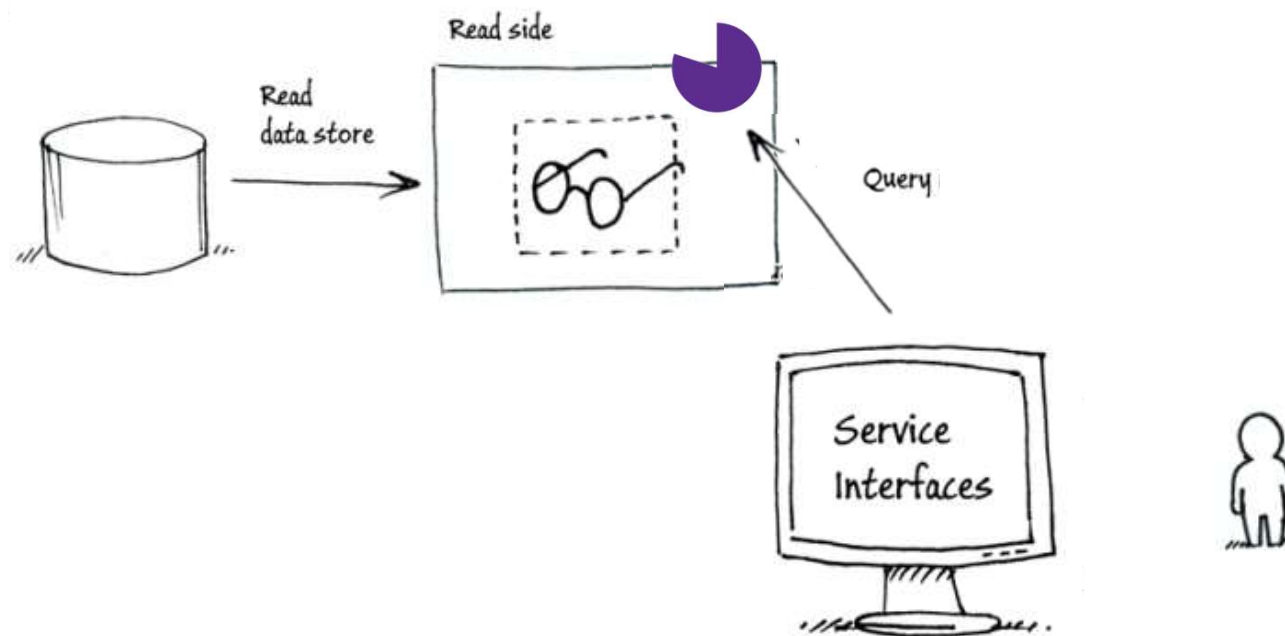 Read side
Read
data store
Query
Service
Interfaces